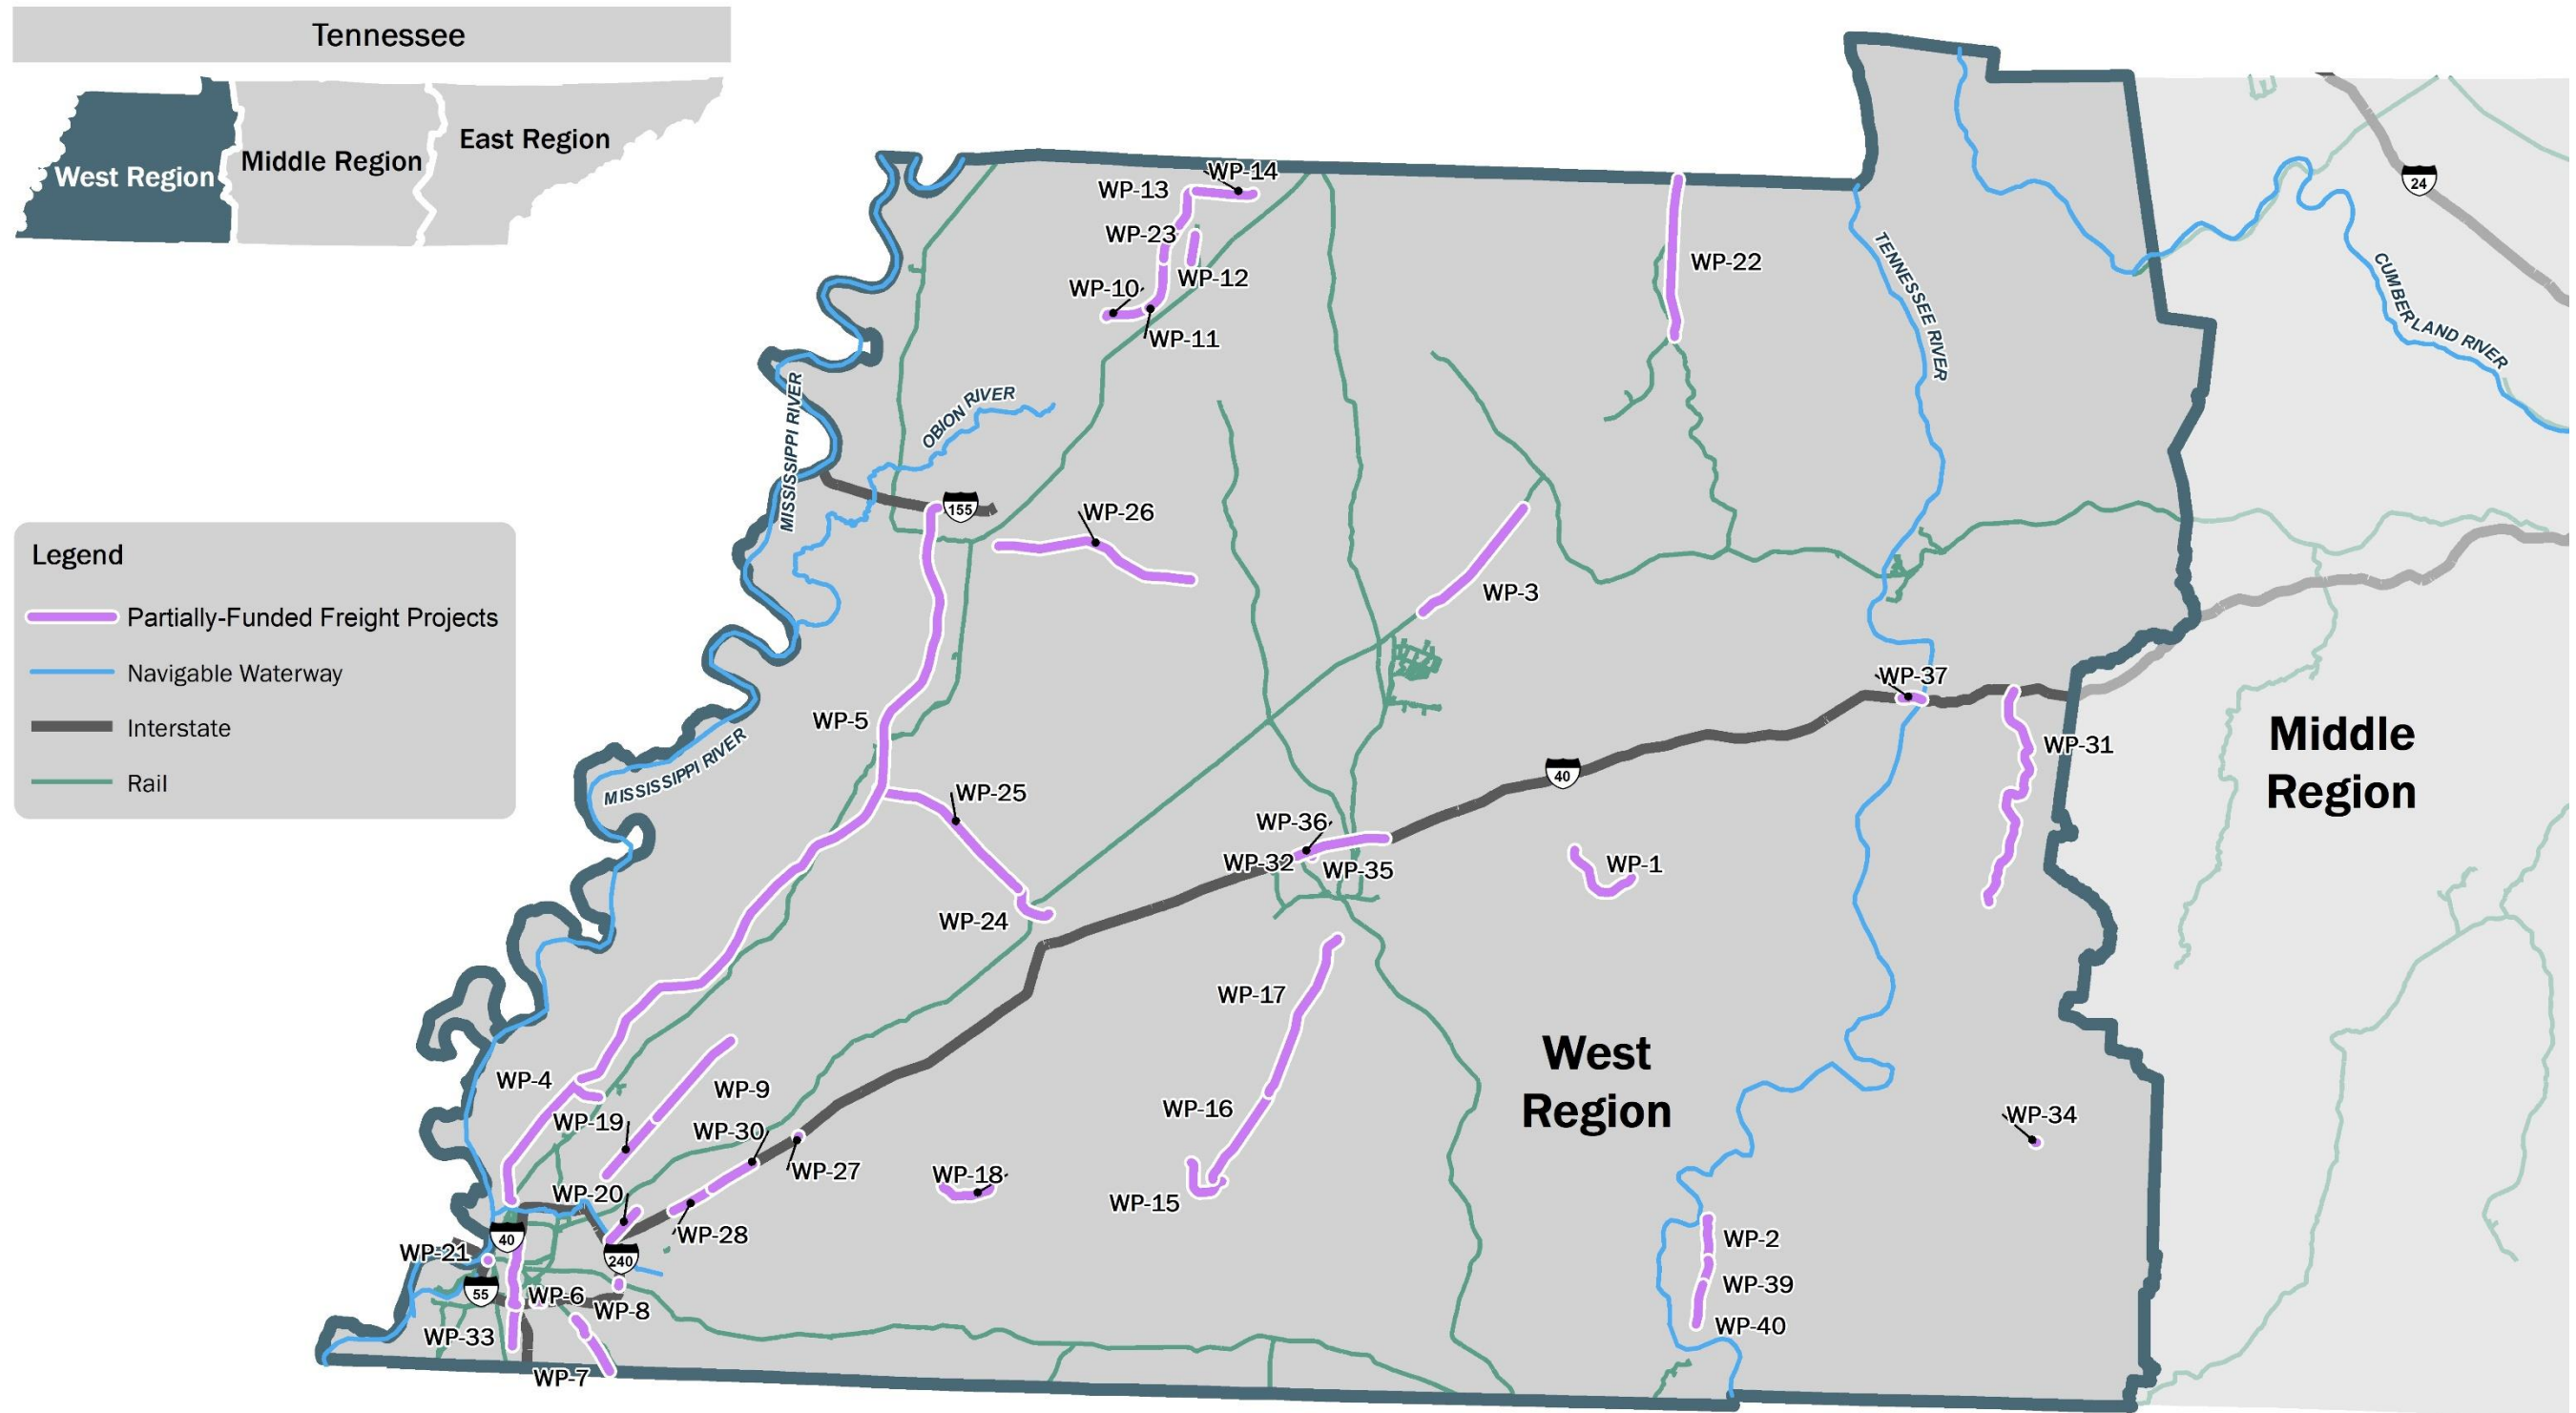 Tennessee
West Region
Middle Region
East Region
Legend
Partially-Funded Freight Projects
Navigable Waterway
Interstate
Rail
WP-14
WP-13
WP-23
WP-12
WP-10
WP-11
WP-22
24
TENNESSEE RIVER
CUMBERLAND RIVER
MISSISSIPPI RIVER
OBION RIVER
155
WP-26
WP-3
WP-37
WP-31
WP-5
MISSISSIPPI RIVER
40
WP-25
WP-36
WP-32
WP-35
WP-1
WP-24
Middle
Region
WP-17
West
Region
WP-4
WP-9
WP-19
WP-30
WP-16
WP-34
WP-27
WP-18
WP-15
WP-20
WP-28
40
WP-21
240
55
WP-6
WP-8
WP-33
WP-7
WP-2
WP-39
WP-40